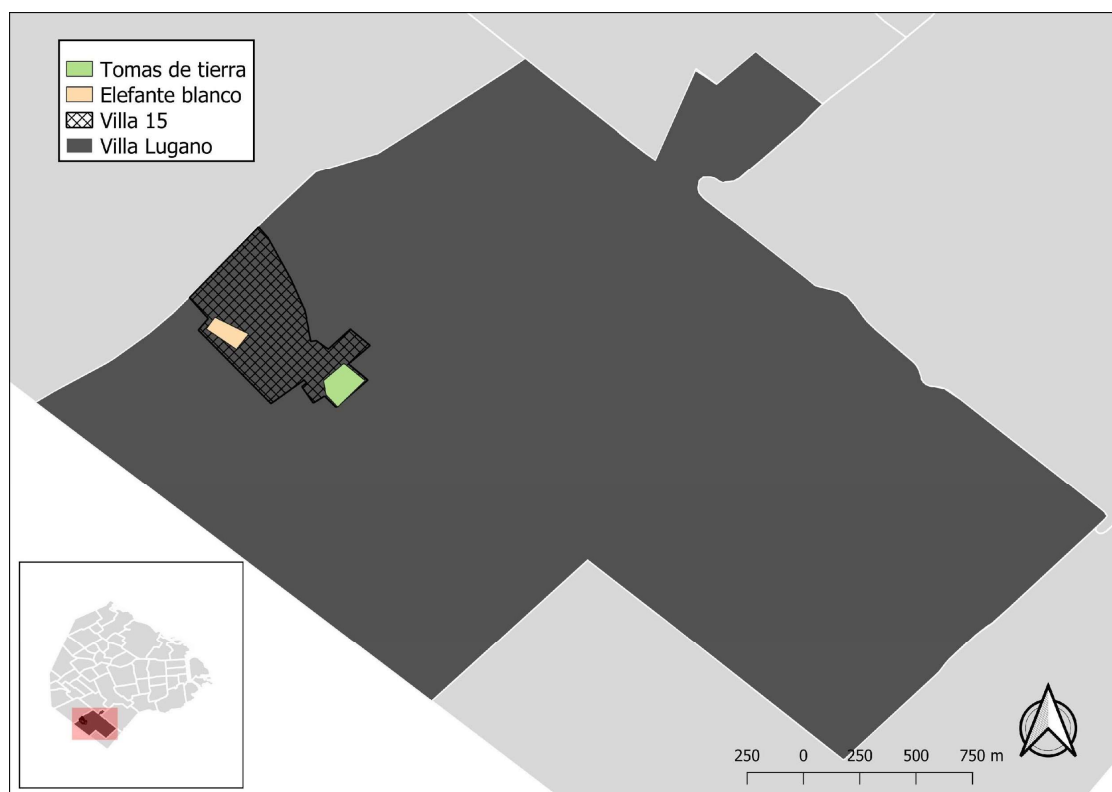 Tomas de tierra
Elefante blanco
Villa 15
Villa Lugano
250 0 250 500 750 m